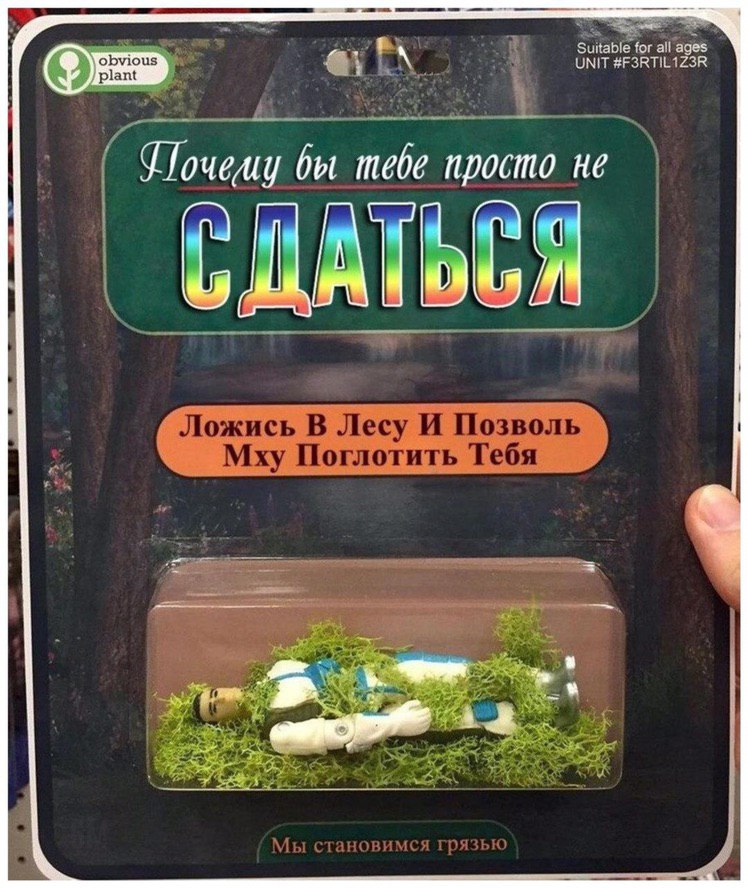 obvious
plant
Suitable for all ages
UNIT #F3RTIL1Z3R
Почему бы тебе просто не
СДАТЬСЯ
Ложись В Лесу И Позволь
Мху Поглотить Тебя
Мы становимся грязью